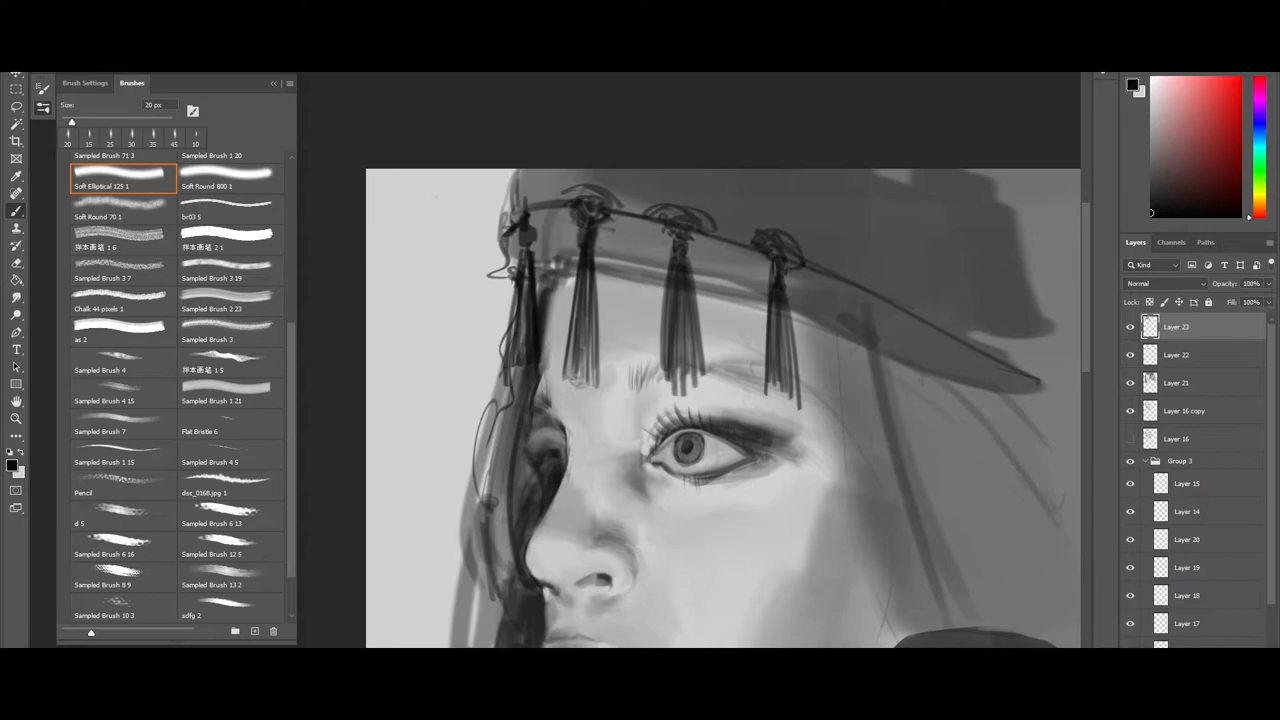 Brush Settings Brushes
Size: 20 px
20 15 25 30 35 45 10
Sampled Brush 71 3 Sampled Brush 1 20
Soft Elliptical 125 1 Soft Round 800 1
Soft Round 70 1 br03 5
样本画笔 1 6 样本画笔 2 1
Sampled Brush 3 7 Sampled Brush 3 19
Chalk 44 pixels 1 Sampled Brush 2 23
as 2 Sampled Brush 3
Sampled Brush 4 样本画笔 1 5
Sampled Brush 4 15 Sampled Brush 1 21
Sampled Brush 7 Flat Bristle 6
Sampled Brush 1 15 Sampled Brush 4 5
Pencil dsc_0168.jpg 1
d 5 Sampled Brush 6 13
Sampled Brush 6 16 Sampled Brush 12 5
Sampled Brush 8 9 Sampled Brush 13 2
Sampled Brush 10 3 sdfg 2
Layers Channels Paths
Kind
Normal Opacity: 100%
Lock: Fill: 100%
Layer 23
Layer 22
Layer 21
Layer 16 copy
Layer 16
Group 3
Layer 15
Layer 14
Layer 20
Layer 19
Layer 18
Layer 17